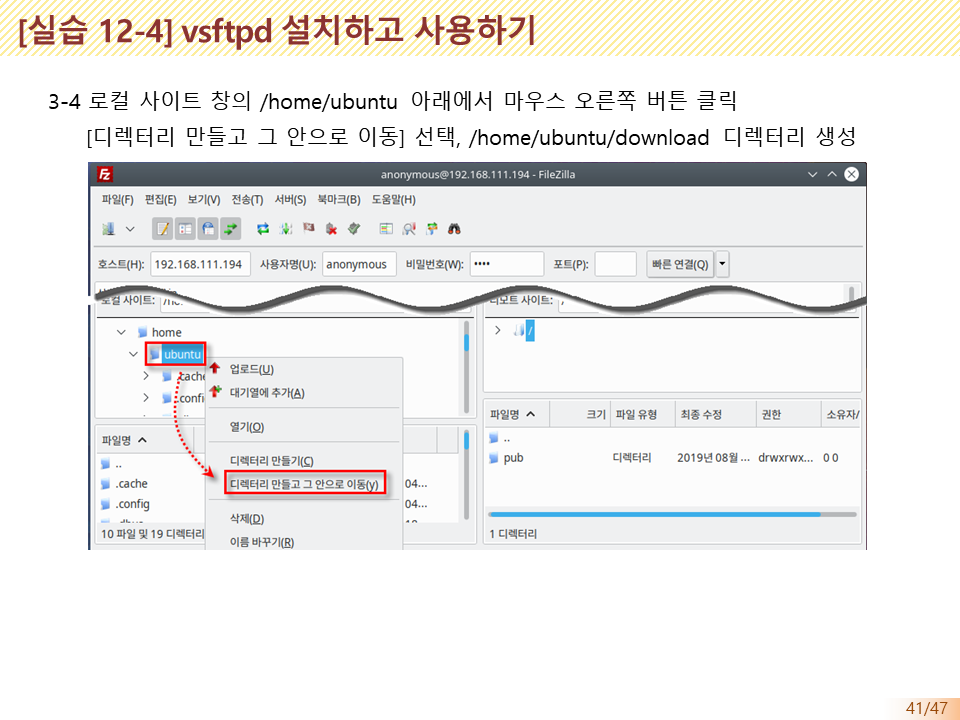 [실습 12-4] vsftpd 설치하고 사용하기
3-4 로컬 사이트 창의 /home/ubuntu 아래에서 마우스 오른쪽 버튼 클릭
[디렉터리 만들고 그 안으로 이동] 선택, /home/ubuntu/download 디렉터리 생성
anonymous@192.168.111.194 - FileZilla
파일(F) 편집(E) 보기(V) 전송(T) 서버(S) 북마크(B) 도움말(H)
호스트(H): 192.168.111.194 사용자명(U): anonymous 비밀번호(W): •••• 포트(P): 빠른 연결(Q)
로컬 사이트: 리모트 사이트: /
home
ubuntu
.cache
.config
업로드(U)
대기열에 추가(A)
열기(O)
디렉터리 만들기(C)
디렉터리 만들고 그 안으로 이동(y)
삭제(D)
이름 바꾸기(R)
파일명
..
.cache 04...
.config 04...
10 파일 및 19 디렉터리
/
파일명 크기 파일 유형 최종 수정 권한 소유자/
..
pub 디렉터리 2019년 08월 ... drwxrwx... 0 0
1 디렉터리
41/47